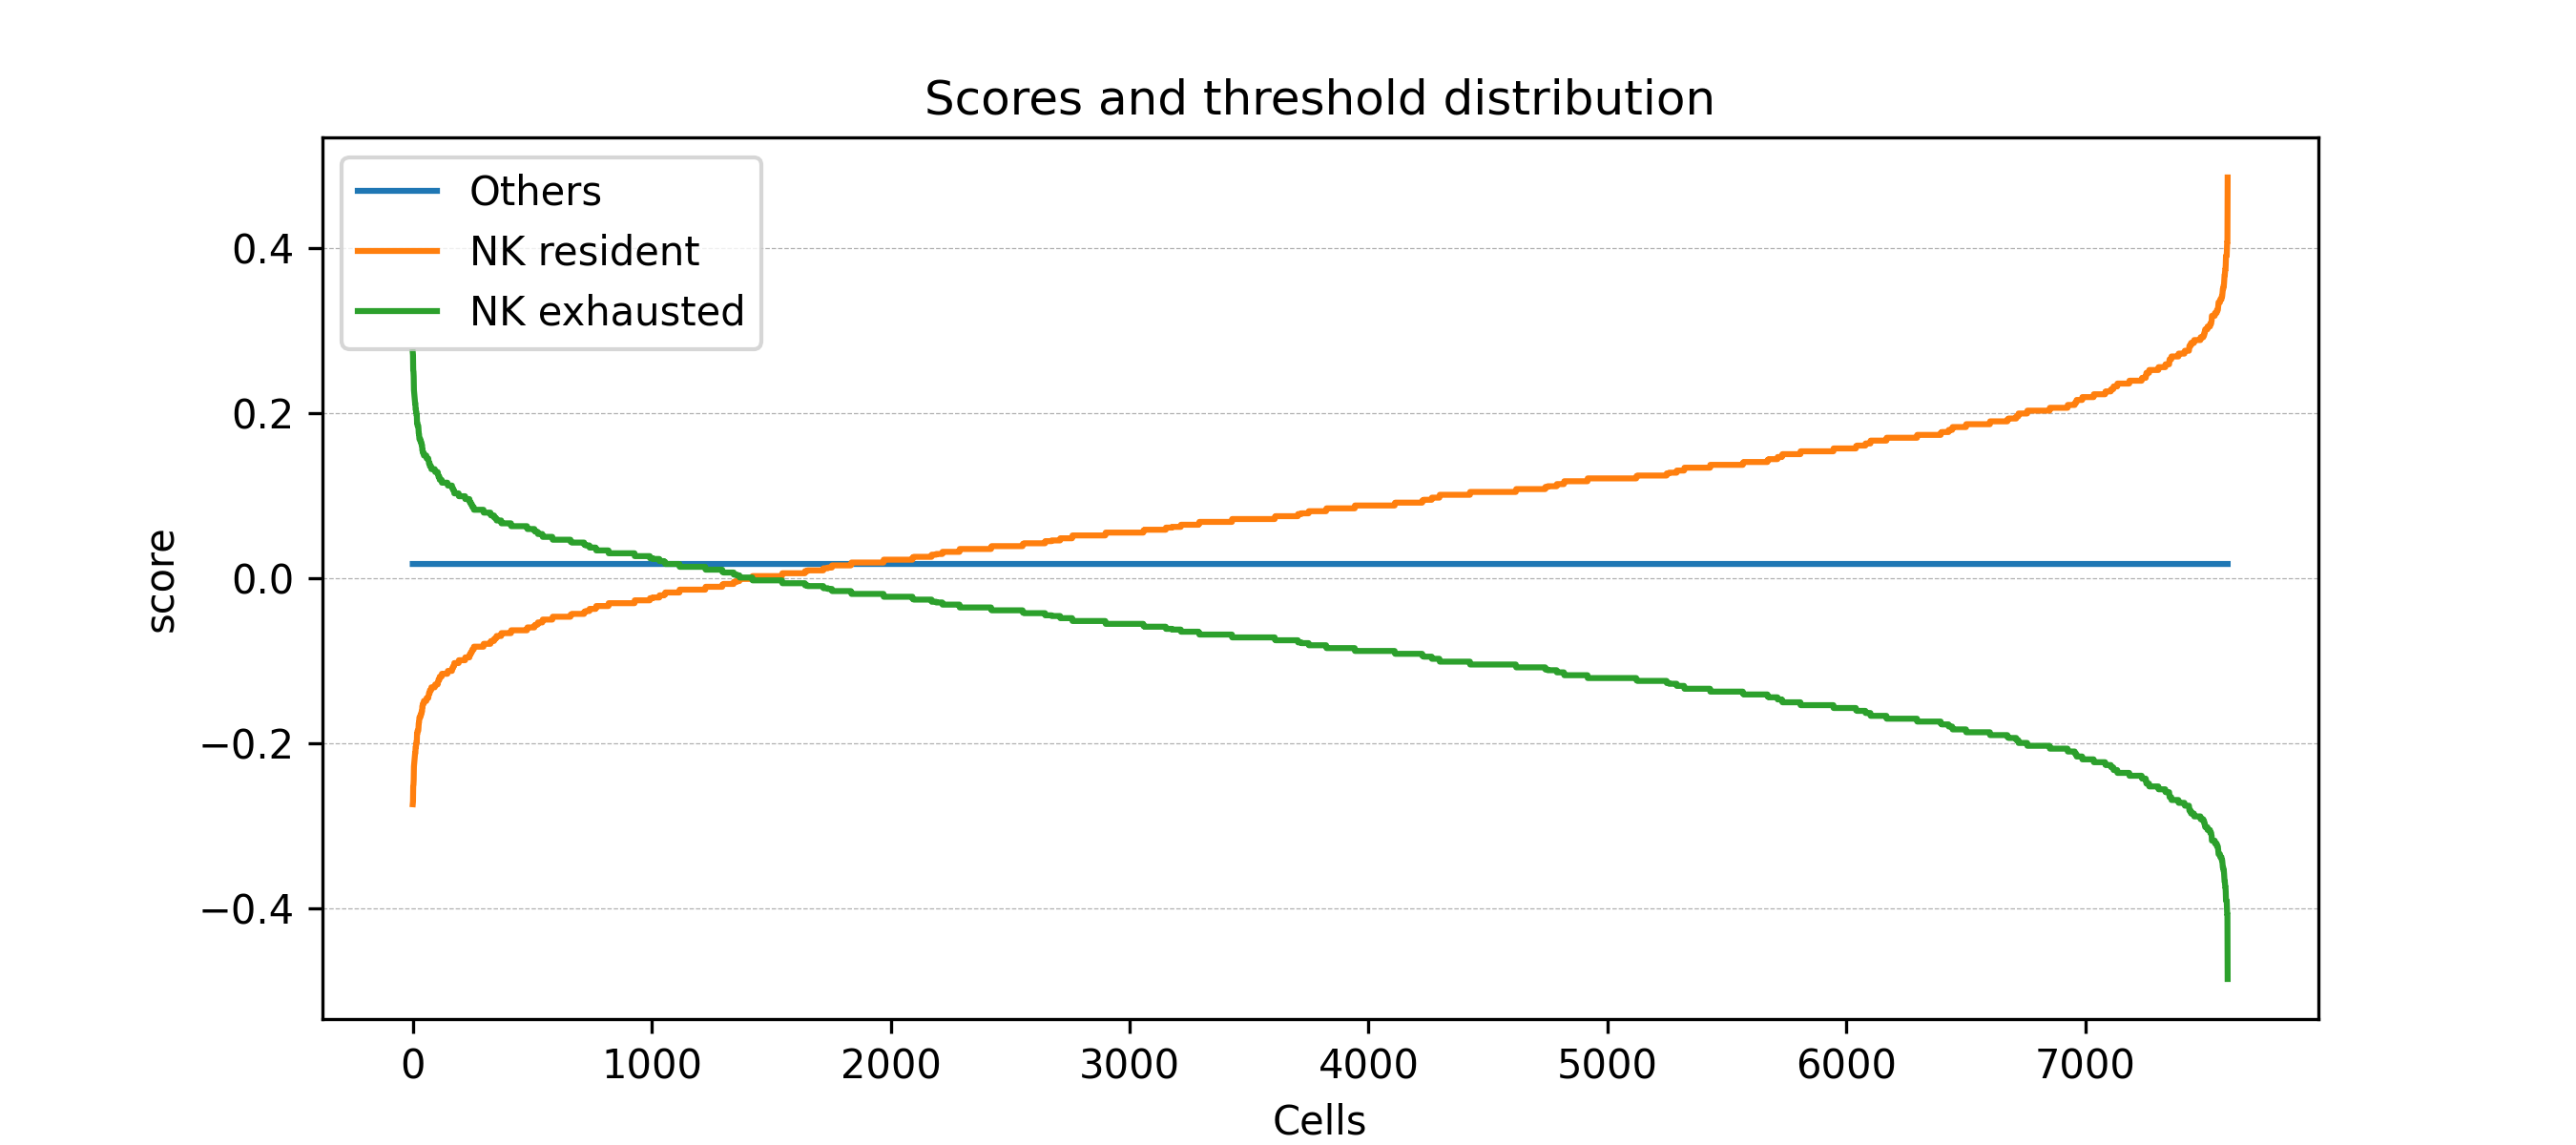 Scores and threshold distribution
Others
NK resident
NK exhausted
0.4
0.2
0.0
−0.2
−0.4
score
0 1000 2000 3000 4000 5000 6000 7000
Cells